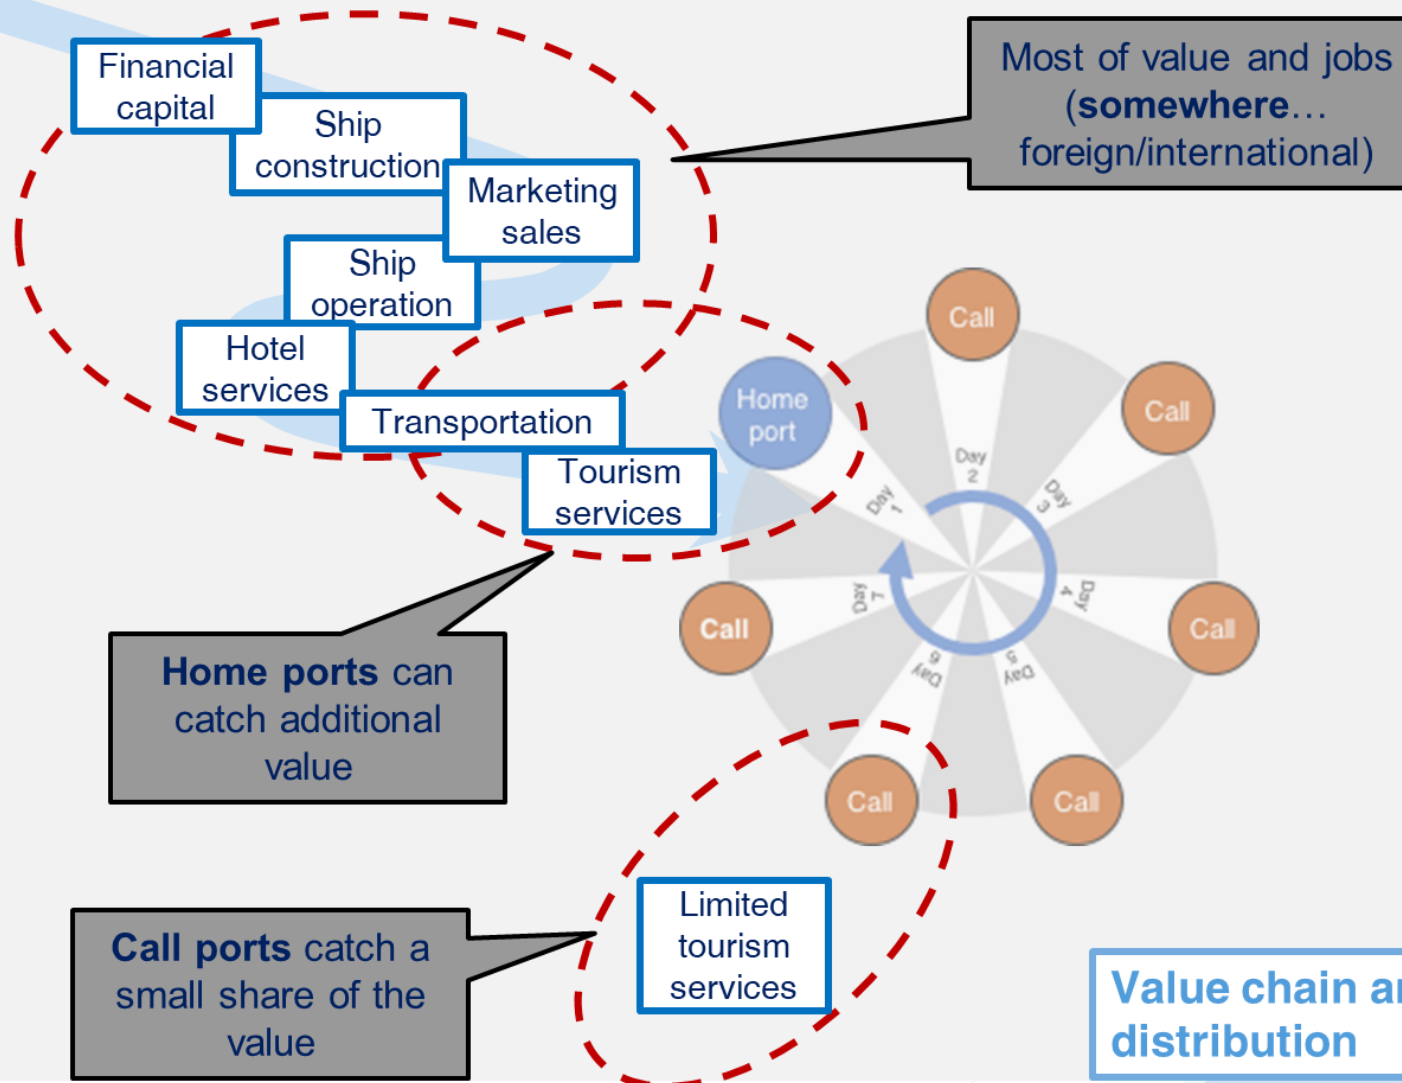 Financial
capital
Ship
construction
Marketing
sales
Ship
operation
Hotel
services
Transportation
Tourism
services
Most of value and jobs
(somewhere...
foreign/international)
Home
port
Call
Call
Call
Call
Call
Call
Day
1
Day
2
Day
3
Day
4
Day
5
Day
6
Day
7
Home ports can
catch additional
value
Call ports catch a
small share of the
value
Limited
tourism
services
Value chain
distribution